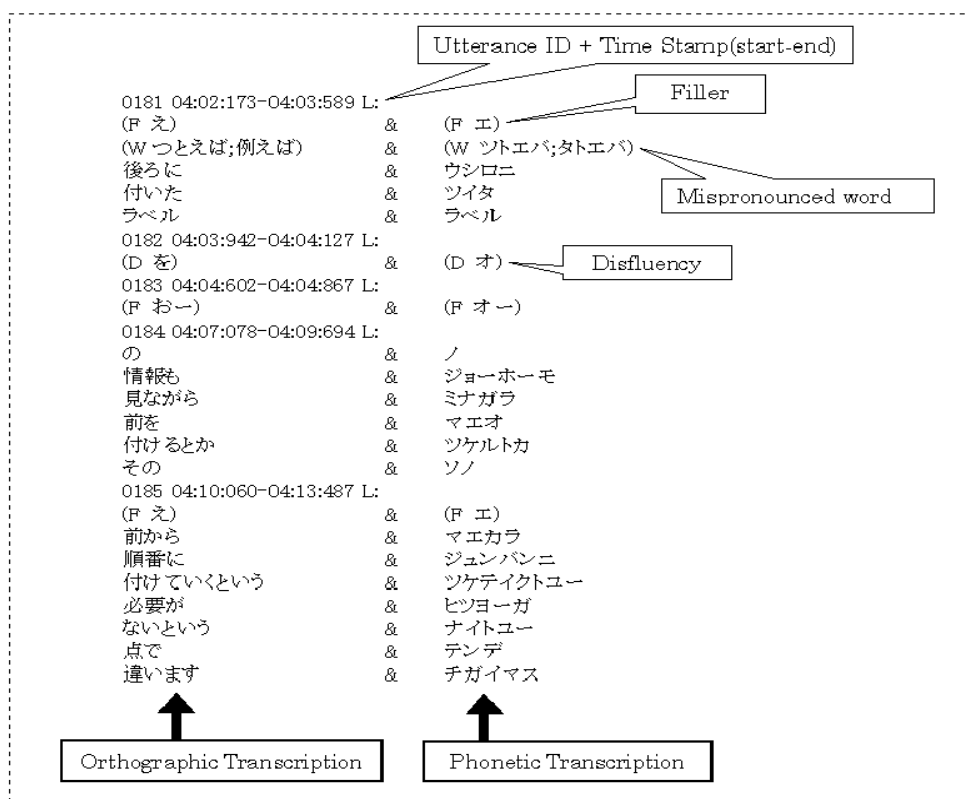 Utterance ID + Time Stamp(start-end)
Filler
0181 04:02:173-04:03:589 L:
(F え) & (F エ)
(W つとえば;例えば) & (W ツトエバ;タトエバ)
Mispronounced word
後ろに & ウシロニ
付いた & ツイタ
ラベル & ラベル
0182 04:03:942-04:04:127 L:
(D を) & (D オ)
Disfluency
0183 04:04:602-04:04:867 L:
(F おー) & (F オー)
0184 04:07:078-04:09:694 L:
の & ノ
情報も & ジョーホーモ
見ながら & ミナガラ
前を & マエオ
付けるとか & ツケルトカ
その & ソノ
0185 04:10:060-04:13:487 L:
(F え) & (F エ)
前から & マエカラ
順番に & ジュンバンニ
付けていくという & ツケテイクトユー
必要が & ヒツヨーガ
ないという & ナイトユー
点で & テンデ
違います & チガイマス
Orthographic Transcription
Phonetic Transcription